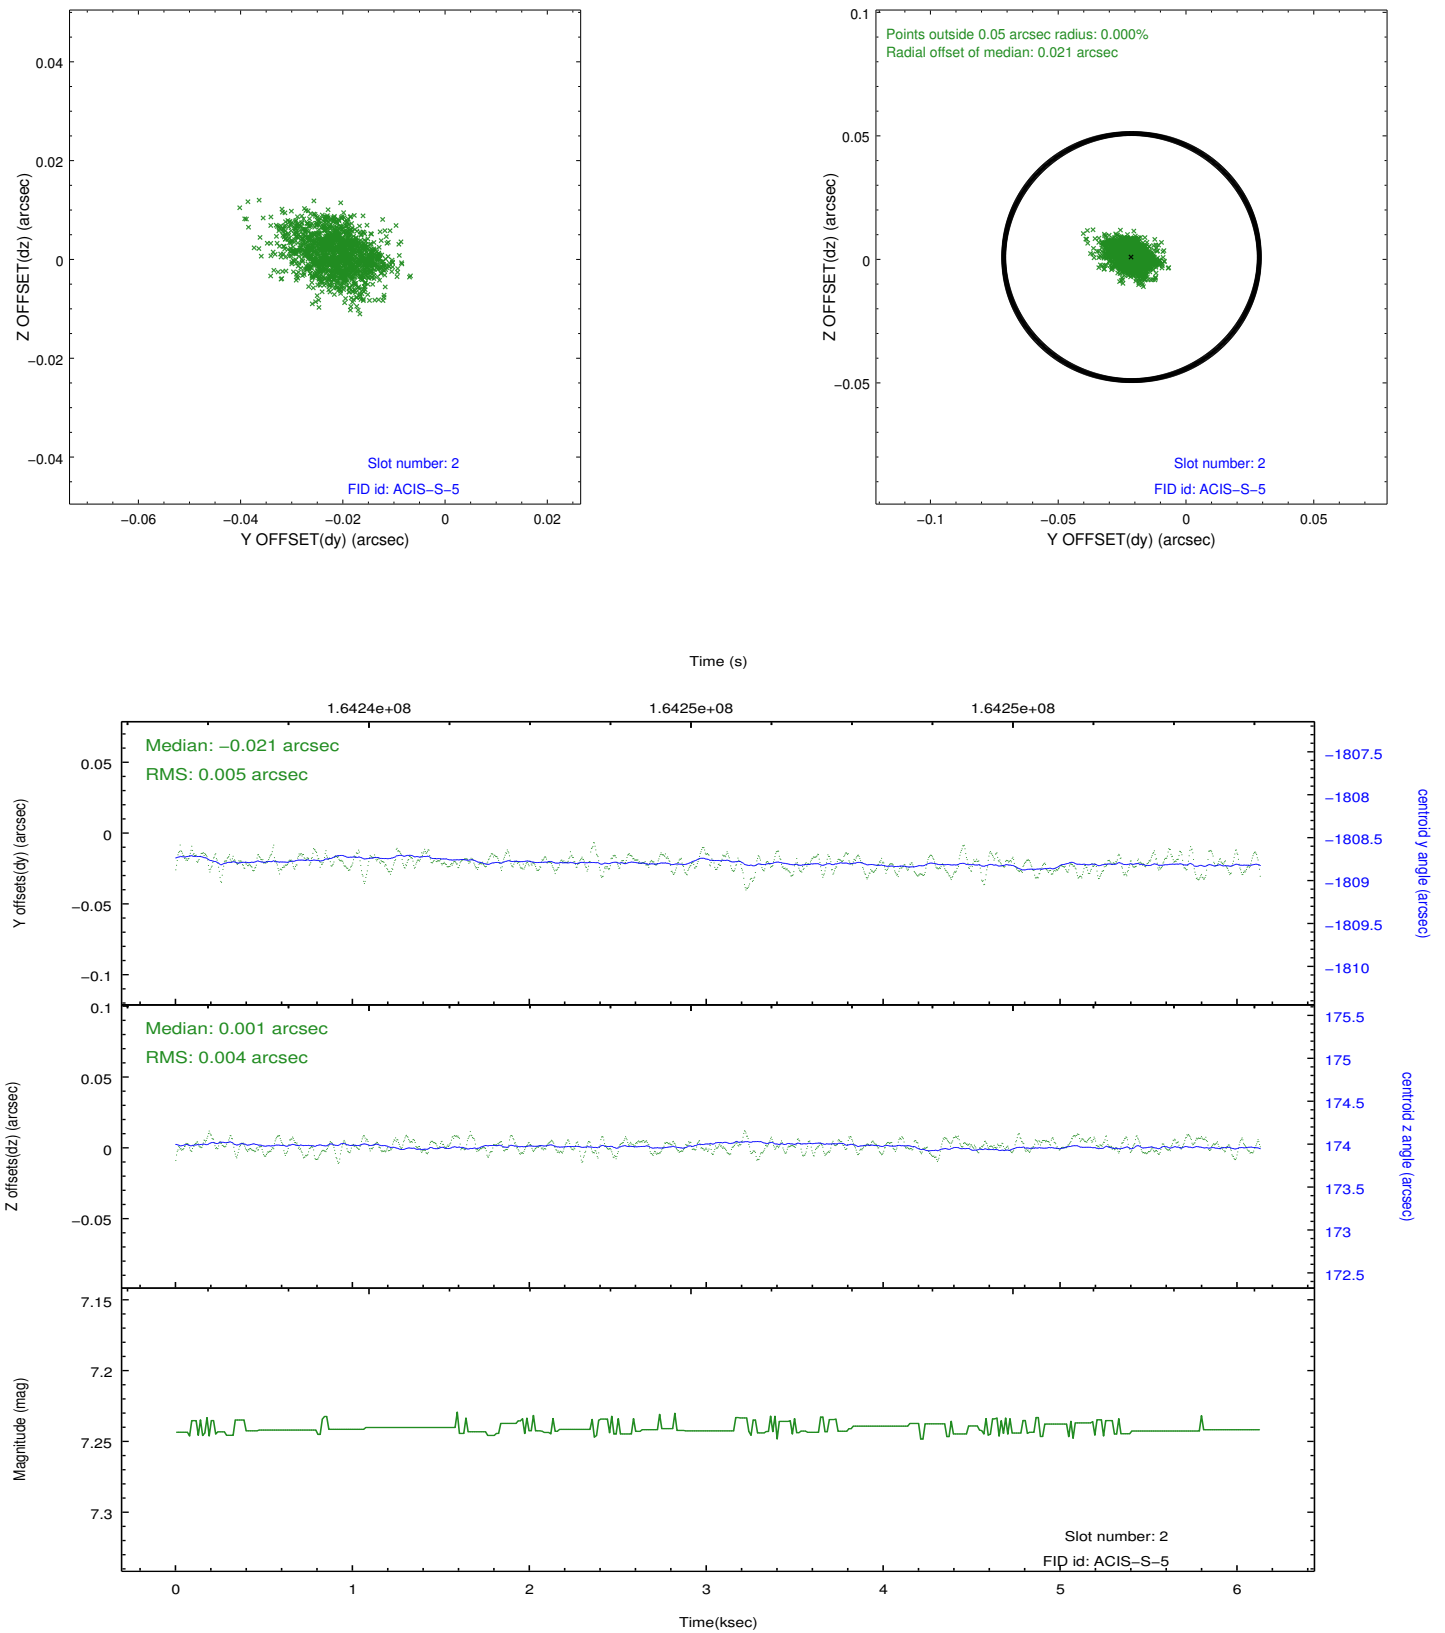 0.04
0.02
0
−0.02
−0.04
Z OFFSET(dz) (arcsec)
Slot number: 2
FID id: ACIS−S−5
−0.06
−0.04
−0.02
0
0.02
Y OFFSET(dy) (arcsec)
Points outside 0.05 arcsec radius: 0.000%
Radial offset of median: 0.021 arcsec
0.1
0.05
0
−0.05
Z OFFSET(dz) (arcsec)
Slot number: 2
FID id: ACIS−S−5
−0.1
−0.05
0
0.05
Y OFFSET(dy) (arcsec)
Time (s)
1.6424e+08
1.6425e+08
1.6425e+08
Median: −0.021 arcsec
RMS: 0.005 arcsec
0.05
0
−0.05
−0.1
Y offsets(dy) (arcsec)
−1807.5
−1808
−1808.5
−1809
−1809.5
−1810
centroid y angle (arcsec)
Median: 0.001 arcsec
RMS: 0.004 arcsec
0.1
0.05
0
−0.05
Z offsets(dz) (arcsec)
175.5
175
174.5
174
173.5
173
172.5
centroid z angle (arcsec)
7.15
7.2
7.25
7.3
Magnitude (mag)
Slot number: 2
FID id: ACIS−S−5
0
1
2
3
4
5
6
Time(ksec)